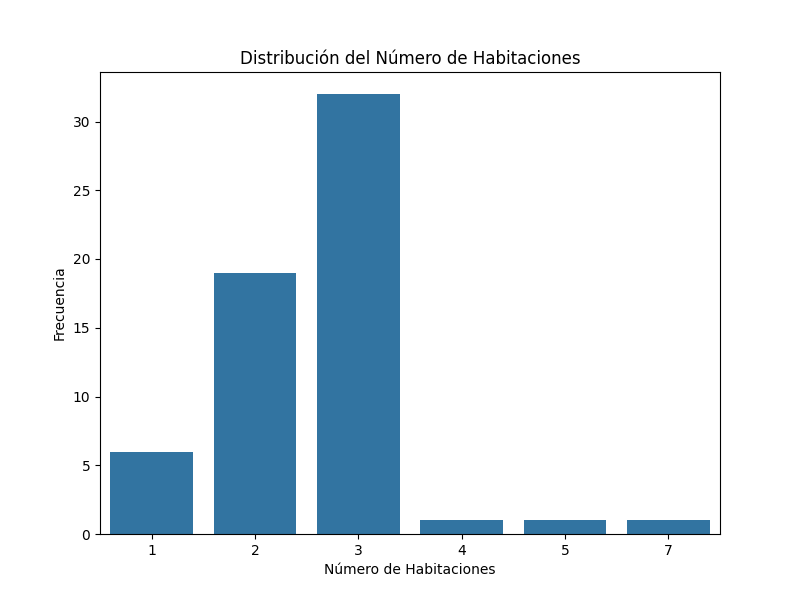 Distribución del Número de Habitaciones
30
25
20
15
10
5
0
Frecuencia
1 2 3 4 5 7
Número de Habitaciones